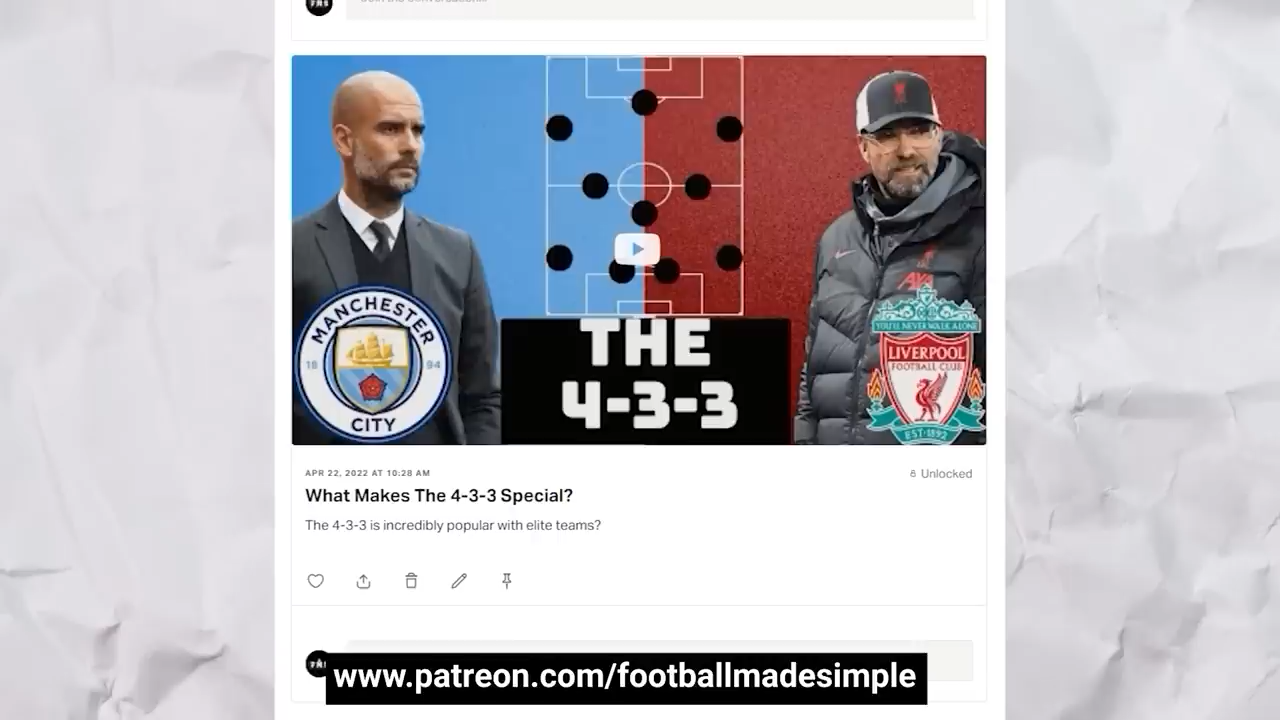 MANCHESTER
18 94
CITY
THE
4-3-3
AXA
YOU'LL NEVER WALK ALONE
LIVERPOOL
FOOTBALL CLUB
EST·1892
APR 22, 2022 AT 10:28 AM
Unlocked
What Makes The 4-3-3 Special?
The 4-3-3 is incredibly popular with elite teams?
www.patreon.com/footballmadesimple